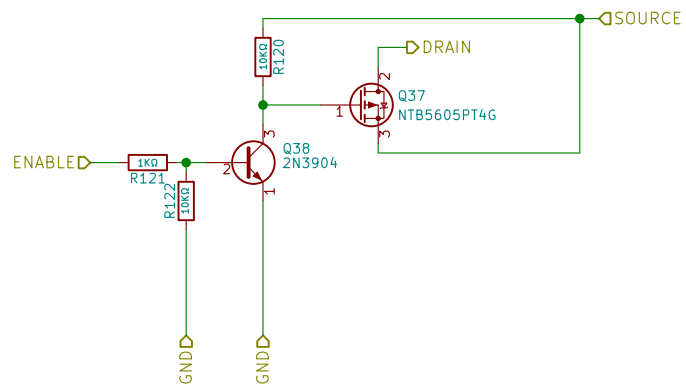 SOURCE
10KΩ
R120
DRAIN
2
Q37
NTB5605PT4G
1
3
3
Q38
2N3904
ENABLE
1KΩ
R121
2
1
R122
10KΩ
GND
GND